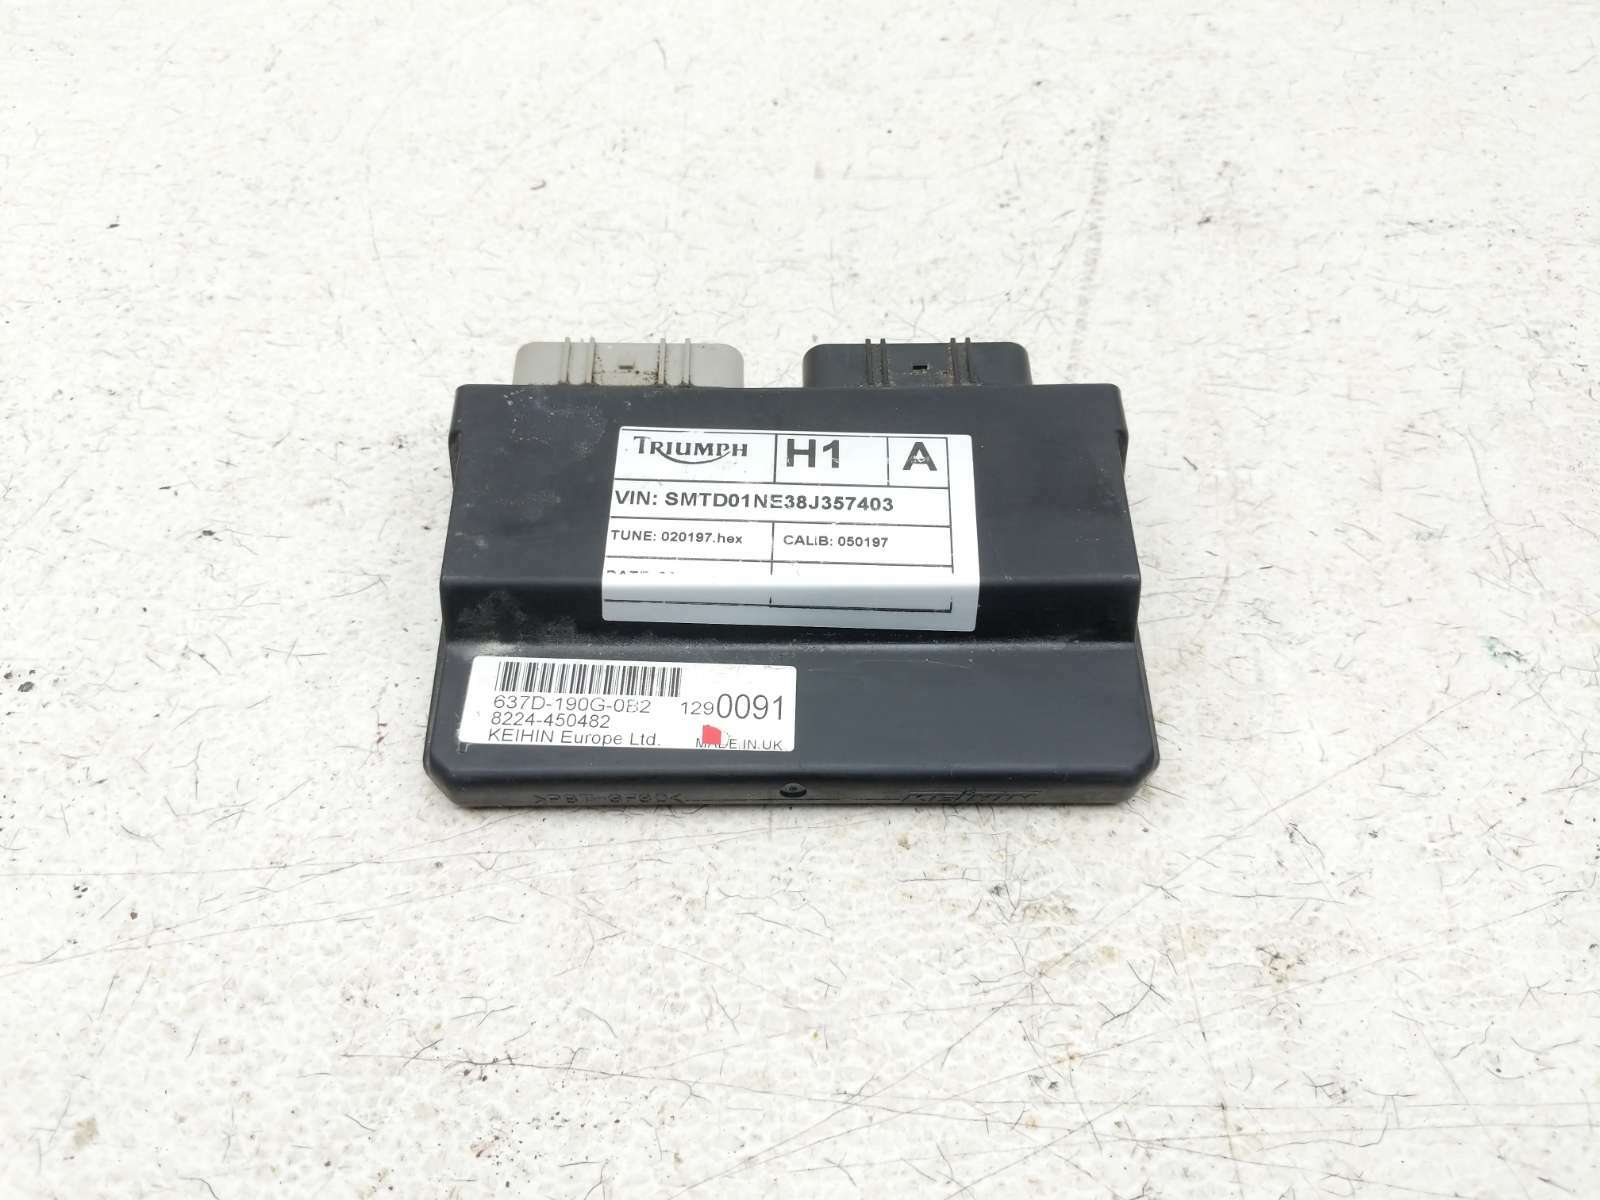 TRIUMPH H1 A
VIN: SMTD01NE38J357403
TUNE: 020197.hex CALIB: 050197
637D-190G-0B2 1290091
8224-450482
KEIHIN Europe Ltd. MADE IN UK
KEIHIN